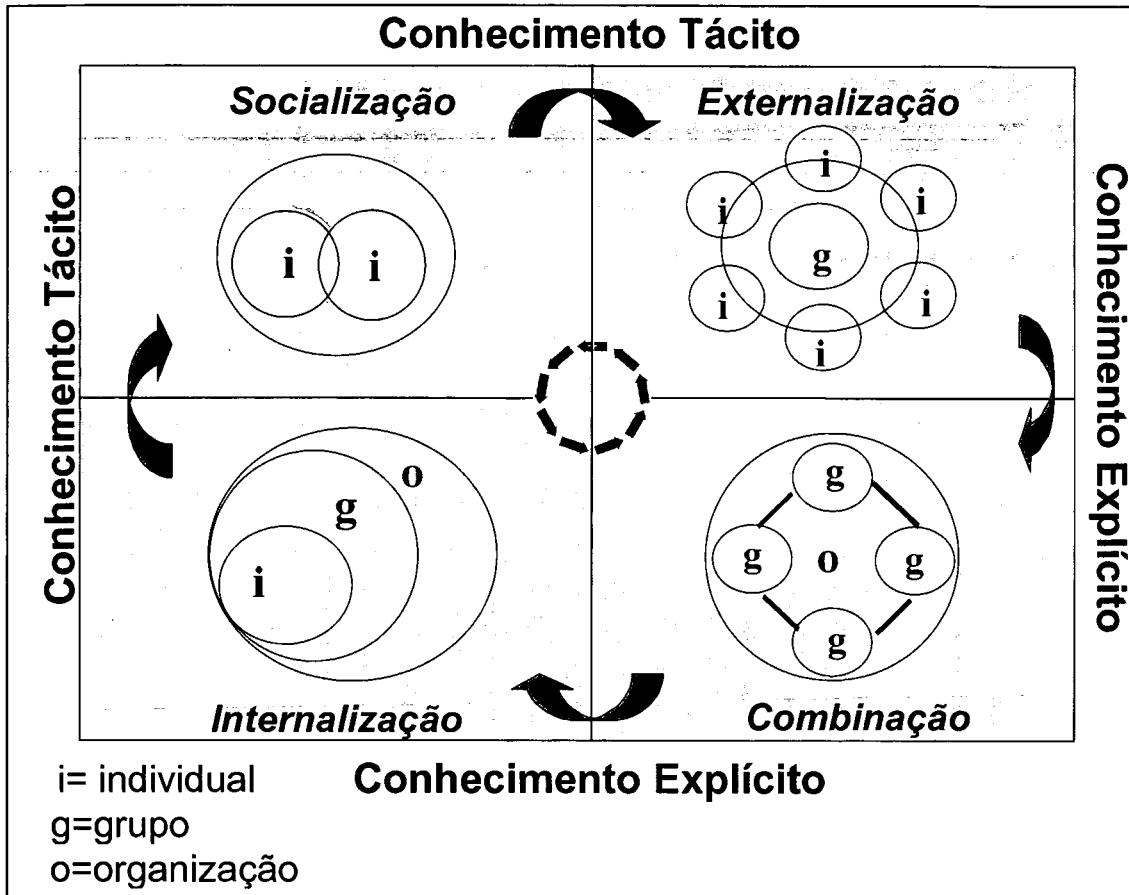 Conhecimento Tácito
Socialização
Externalização
Conhecimento Tácito
Conhecimento Explícito
i i
i
i
i
g
i
i
i
o
g
i
g
g
o
g
g
Internalização
Combinação
i= individual
Conhecimento Explícito
g=grupo
o=organização